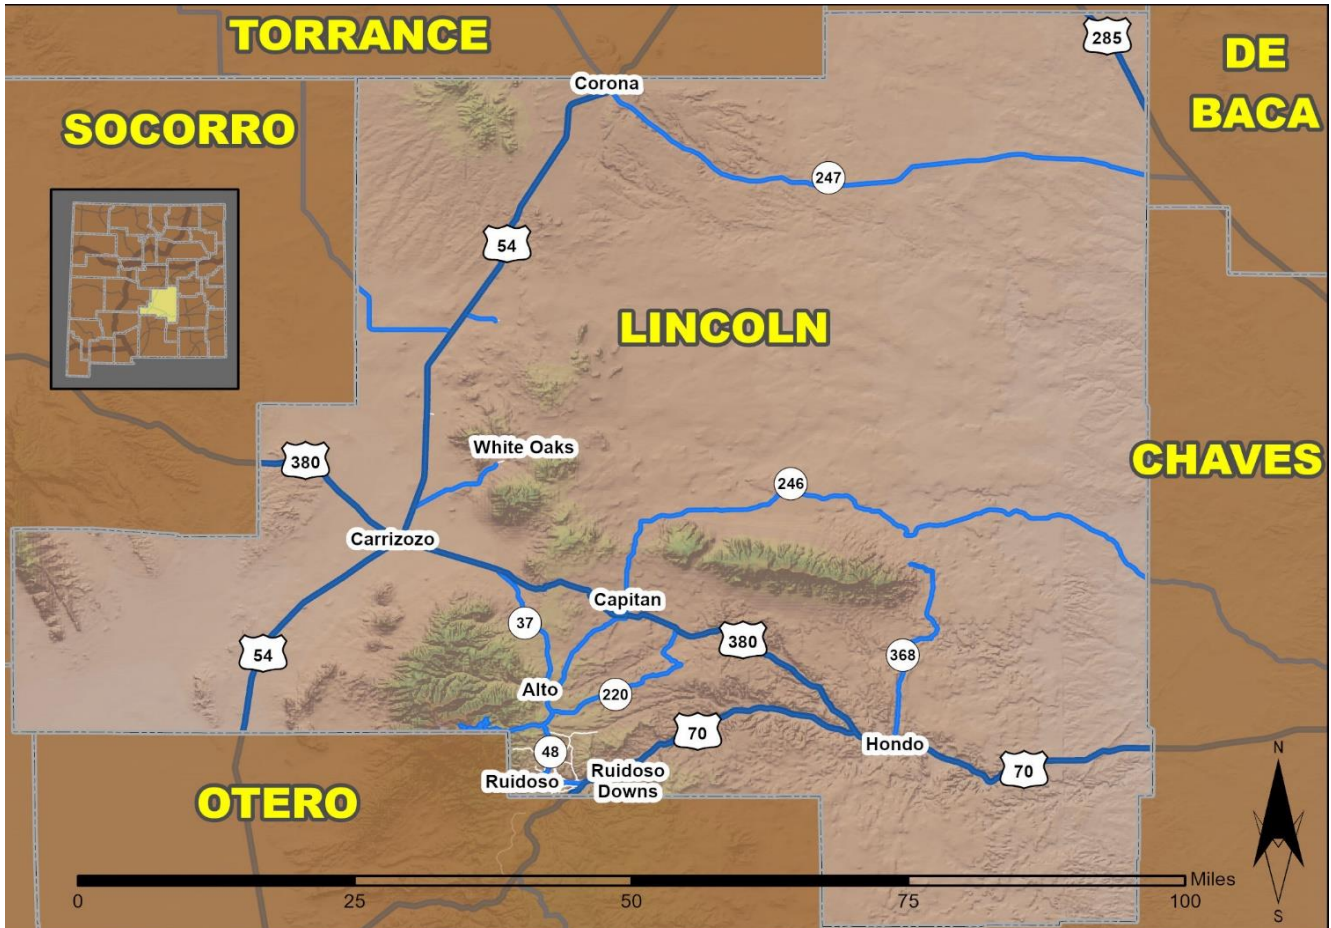 TORRANCE
285
DE
BACA
Corona
SOCORRO
247
54
LINCOLN
White Oaks
380
CHAVES
246
Carrizozo
Capitan
37
380
54
368
Alto
220
70
Hondo
48
70
N
Ruidoso
Ruidoso
Downs
OTERO
Miles
0
25
50
75
100
S